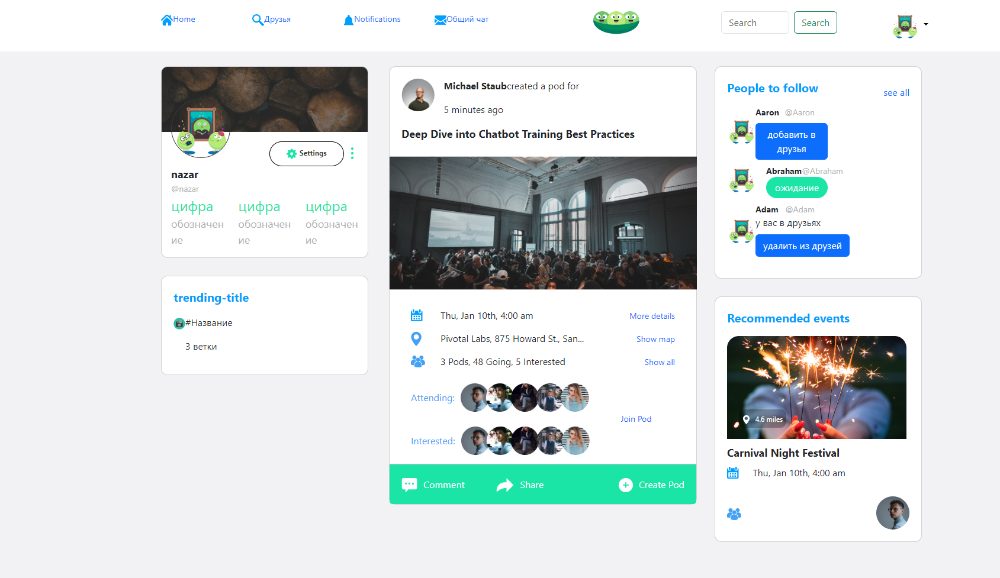 Home
Друзья
Notifications
Общий чат
Search
Search
Settings
nazar
@nazar
цифра
обозначен
ие
цифра
обозначен
ие
цифра
обозначен
ие
trending-title
#Название
3 ветки
Michael Staubcreated a pod for
5 minutes ago
Deep Dive into Chatbot Training Best Practices
Thu, Jan 10th, 4:00 am
More details
Pivotal Labs, 875 Howard St., San...
Show map
3 Pods, 48 Going, 5 Interested
Show all
Attending:
Join Pod
Interested:
Comment
Share
Create Pod
People to follow
see all
Aaron @Aaron
добавить в
друзья
Abraham@Abraham
ожидание
Adam @Adam
у вас в друзьях
удалить из друзей
Recommended events
4.6 miles
Carnival Night Festival
Thu, Jan 10th, 4:00 am